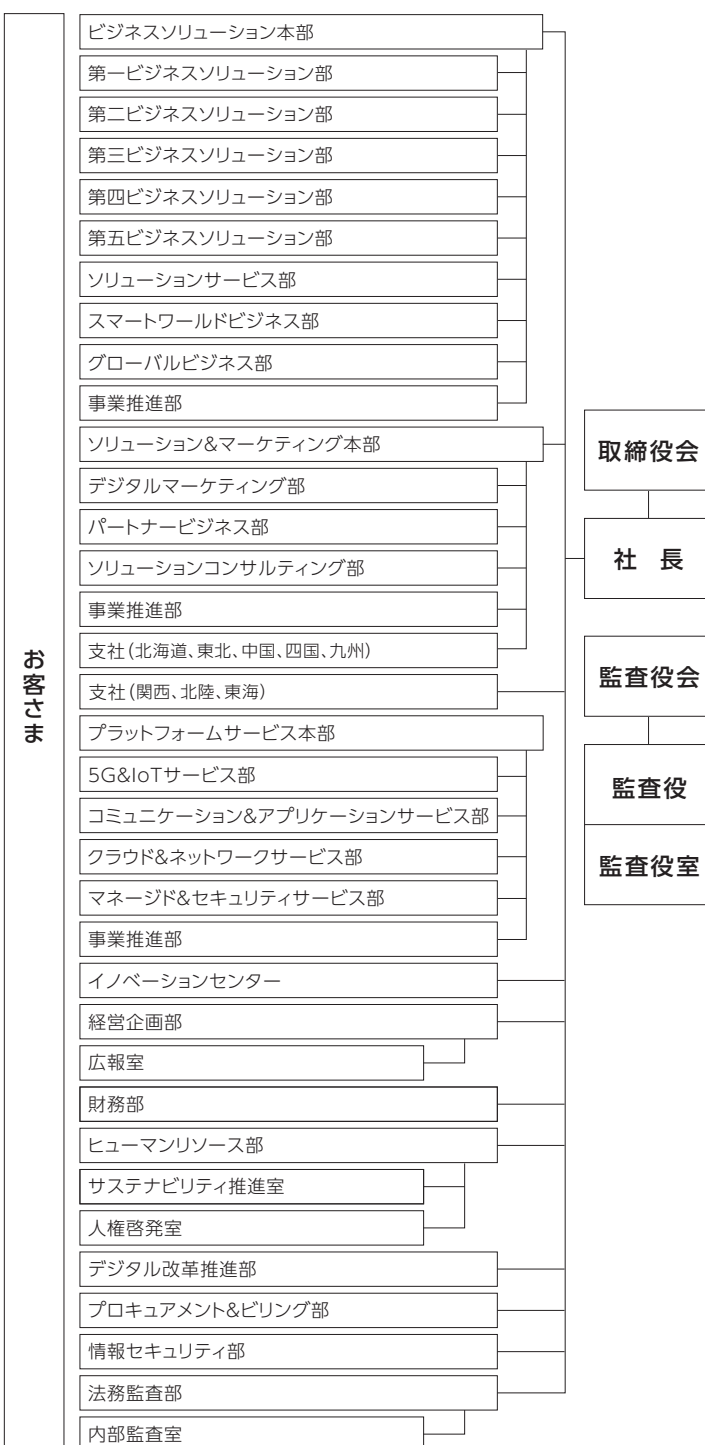 お客さま
ビジネスソリューション本部
第一ビジネスソリューション部
第二ビジネスソリューション部
第三ビジネスソリューション部
第四ビジネスソリューション部
第五ビジネスソリューション部
ソリューションサービス部
スマートワールドビジネス部
グローバルビジネス部
事業推進部
ソリューション&マーケティング本部
デジタルマーケティング部
パートナービジネス部
ソリューションコンサルティング部
事業推進部
支社(北海道、東北、中国、四国、九州)
支社(関西、北陸、東海)
プラットフォームサービス本部
5G&IoTサービス部
コミュニケーション&アプリケーションサービス部
クラウド&ネットワークサービス部
マネージド&セキュリティサービス部
事業推進部
イノベーションセンター
経営企画部
広報室
財務部
ヒューマンリソース部
サステナビリティ推進室
人権啓発室
デジタル改革推進部
プロキュアメント&ビリング部
情報セキュリティ部
法務監査部
内部監査室
取締役会
社 長
監査役会
監査役
監査役室